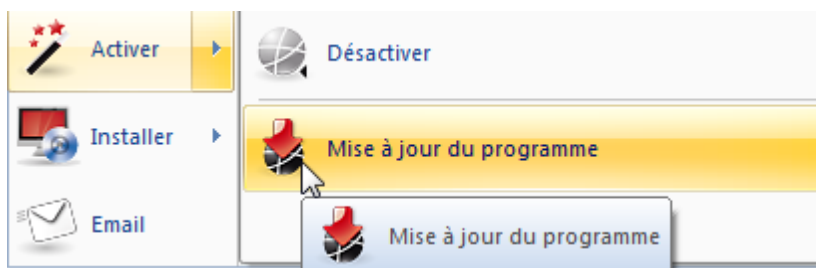 Activer
Désactiver
Installer
Mise à jour du programme
Email
Mise à jour du programme